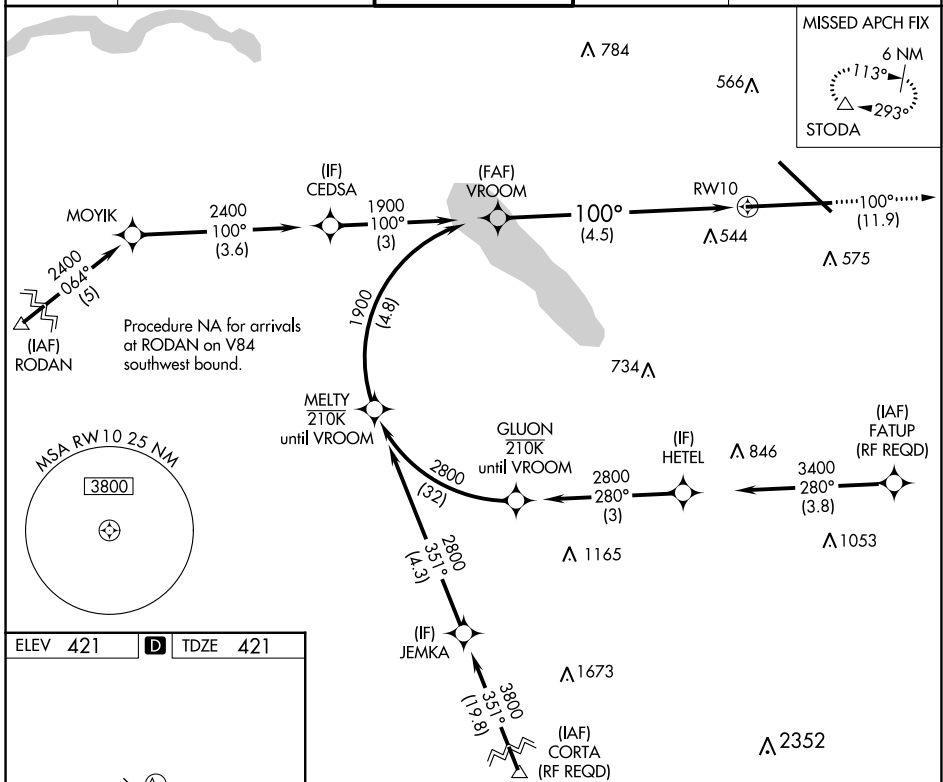 MISSED APCH FIX
6 NM
113°
293°
STODA
784
566
(IF)
CEDSA
(FAF)
VROOM
RW10
MOYIK
2400
100°
(3.6)
1900
100°
(3)
100°
(4.5)
100°
(11.9)
544
575
2400
064°
(5)
(IAF)
RODAN
Procedure NA for arrivals
at RODAN on V84
southwest bound.
1900
(4.8)
734
MELTY
210K
until VROOM
GLUON
210K
until VROOM
(IF)
HETEL
846
(IAF)
FATUP
(RF REQD)
MSA RW10 25 NM
3800
2800
(32)
2800
280°
(3)
3400
280°
(3.8)
1165
1053
2800
351°
(4.3)
(IF)
JEMKA
ELEV 421 D TDZE 421
1673
3800
351°
(19.8)
(IAF)
CORTA
(RF REQD)
2352